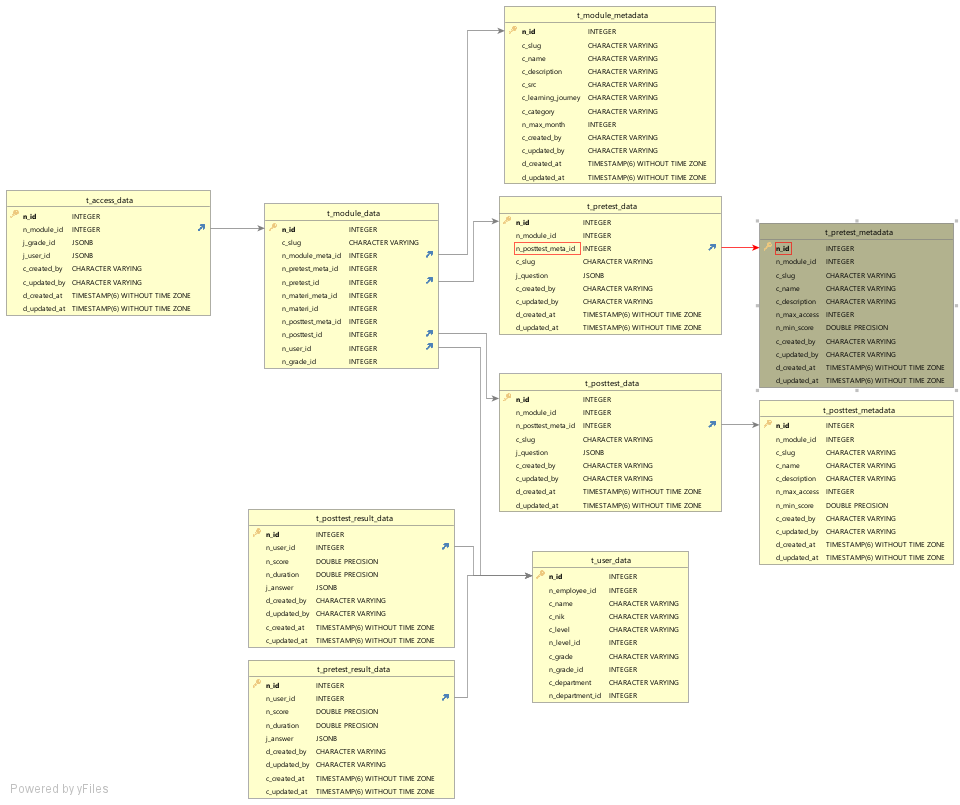 t_module_metadata
n_id INTEGER
c_slug CHARACTER VARYING
c_name CHARACTER VARYING
c_description CHARACTER VARYING
c_src CHARACTER VARYING
c_learning_journey CHARACTER VARYING
c_category CHARACTER VARYING
n_max_month INTEGER
c_created_by CHARACTER VARYING
c_updated_by CHARACTER VARYING
d_created_at TIMESTAMP(6) WITHOUT TIME ZONE
d_updated_at TIMESTAMP(6) WITHOUT TIME ZONE
t_access_data
n_id INTEGER
n_module_id INTEGER
j_grade_id JSONB
j_user_id JSONB
c_created_by CHARACTER VARYING
c_updated_by CHARACTER VARYING
d_created_at TIMESTAMP(6) WITHOUT TIME ZONE
d_updated_at TIMESTAMP(6) WITHOUT TIME ZONE
t_module_data
n_id INTEGER
c_slug CHARACTER VARYING
n_module_meta_id INTEGER
n_pretest_meta_id INTEGER
n_pretest_id INTEGER
n_materi_meta_id INTEGER
n_materi_id INTEGER
n_posttest_meta_id INTEGER
n_posttest_id INTEGER
n_user_id INTEGER
n_grade_id INTEGER
t_pretest_data
n_id INTEGER
n_module_id INTEGER
n_posttest_meta_id INTEGER
c_slug CHARACTER VARYING
j_question JSONB
c_created_by CHARACTER VARYING
c_updated_by CHARACTER VARYING
d_created_at TIMESTAMP(6) WITHOUT TIME ZONE
d_updated_at TIMESTAMP(6) WITHOUT TIME ZONE
t_pretest_metadata
n_id INTEGER
n_module_id INTEGER
c_slug CHARACTER VARYING
c_name CHARACTER VARYING
c_description CHARACTER VARYING
n_max_access INTEGER
n_min_score DOUBLE PRECISION
c_created_by CHARACTER VARYING
c_updated_by CHARACTER VARYING
d_created_at TIMESTAMP(6) WITHOUT TIME ZONE
d_updated_at TIMESTAMP(6) WITHOUT TIME ZONE
t_posttest_data
n_id INTEGER
n_module_id INTEGER
n_posttest_meta_id INTEGER
c_slug CHARACTER VARYING
j_question JSONB
c_created_by CHARACTER VARYING
c_updated_by CHARACTER VARYING
d_created_at TIMESTAMP(6) WITHOUT TIME ZONE
d_updated_at TIMESTAMP(6) WITHOUT TIME ZONE
t_posttest_metadata
n_id INTEGER
n_module_id INTEGER
c_slug CHARACTER VARYING
c_name CHARACTER VARYING
c_description CHARACTER VARYING
n_max_access INTEGER
n_min_score DOUBLE PRECISION
c_created_by CHARACTER VARYING
c_updated_by CHARACTER VARYING
d_created_at TIMESTAMP(6) WITHOUT TIME ZONE
d_updated_at TIMESTAMP(6) WITHOUT TIME ZONE
t_posttest_result_data
n_id INTEGER
n_user_id INTEGER
n_score DOUBLE PRECISION
n_duration DOUBLE PRECISION
j_answer JSONB
d_created_by CHARACTER VARYING
d_updated_by CHARACTER VARYING
c_created_at TIMESTAMP(6) WITHOUT TIME ZONE
c_updated_at TIMESTAMP(6) WITHOUT TIME ZONE
t_user_data
n_id INTEGER
n_employee_id INTEGER
c_name CHARACTER VARYING
c_nik CHARACTER VARYING
c_level CHARACTER VARYING
n_level_id INTEGER
c_grade CHARACTER VARYING
n_grade_id INTEGER
c_department CHARACTER VARYING
n_department_id INTEGER
t_pretest_result_data
n_id INTEGER
n_user_id INTEGER
n_score DOUBLE PRECISION
n_duration DOUBLE PRECISION
j_answer JSONB
d_created_by CHARACTER VARYING
d_updated_by CHARACTER VARYING
c_created_at TIMESTAMP(6) WITHOUT TIME ZONE
c_updated_at TIMESTAMP(6) WITHOUT TIME ZONE
Powered by yFiles